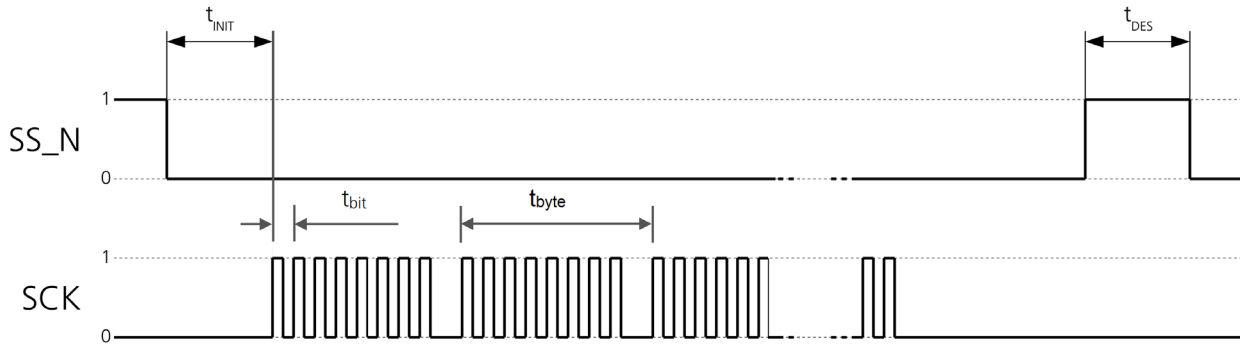 tINIT tDES
1
SS_N
0
tbit tbyte
1
SCK
0